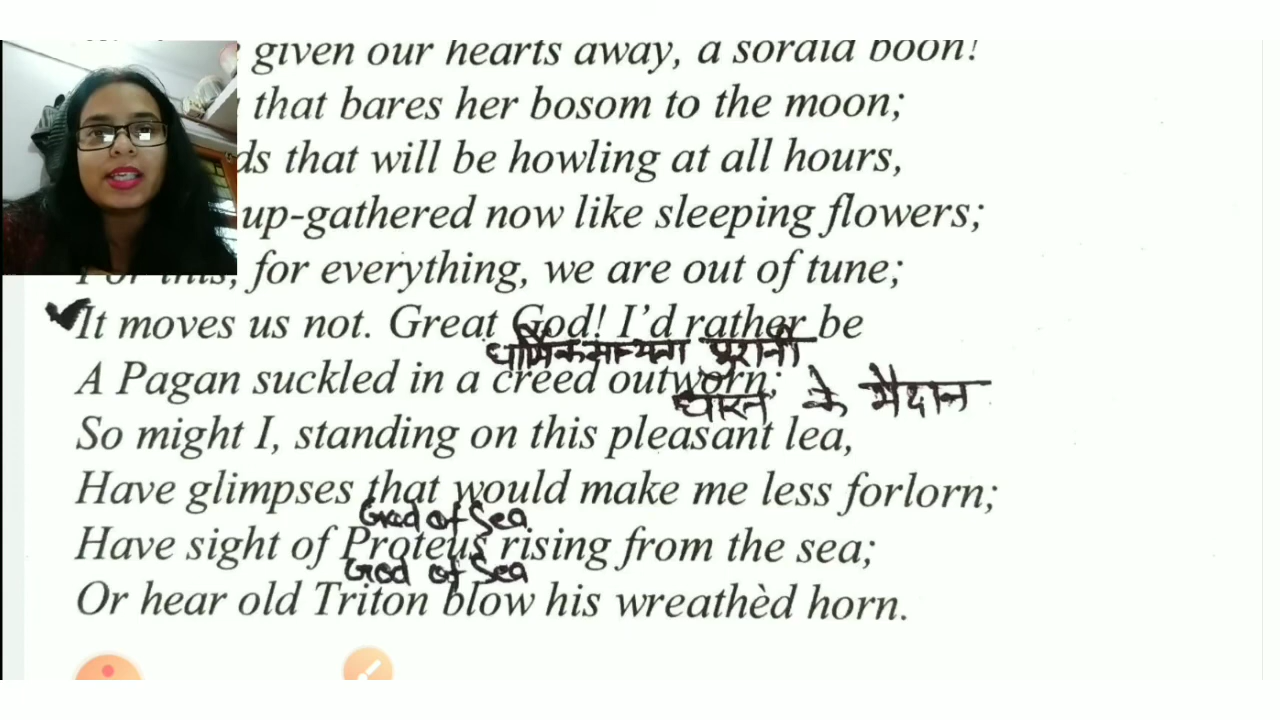 given our hearts away, a sordid boon!
that bares her bosom to the moon;
ds that will be howling at all hours,
up-gathered now like sleeping flowers;
For this, for everything, we are out of tune;
It moves us not. Great God! I'd rather be
धार्मिक मान्यता पुरानी
A Pagan suckled in a creed outworn;
के मैदान
So might I, standing on this pleasant lea,
Have glimpses that would make me less forlorn;
God of Sea
Have sight of Proteus rising from the sea;
God of Sea
Or hear old Triton blow his wreathèd horn.